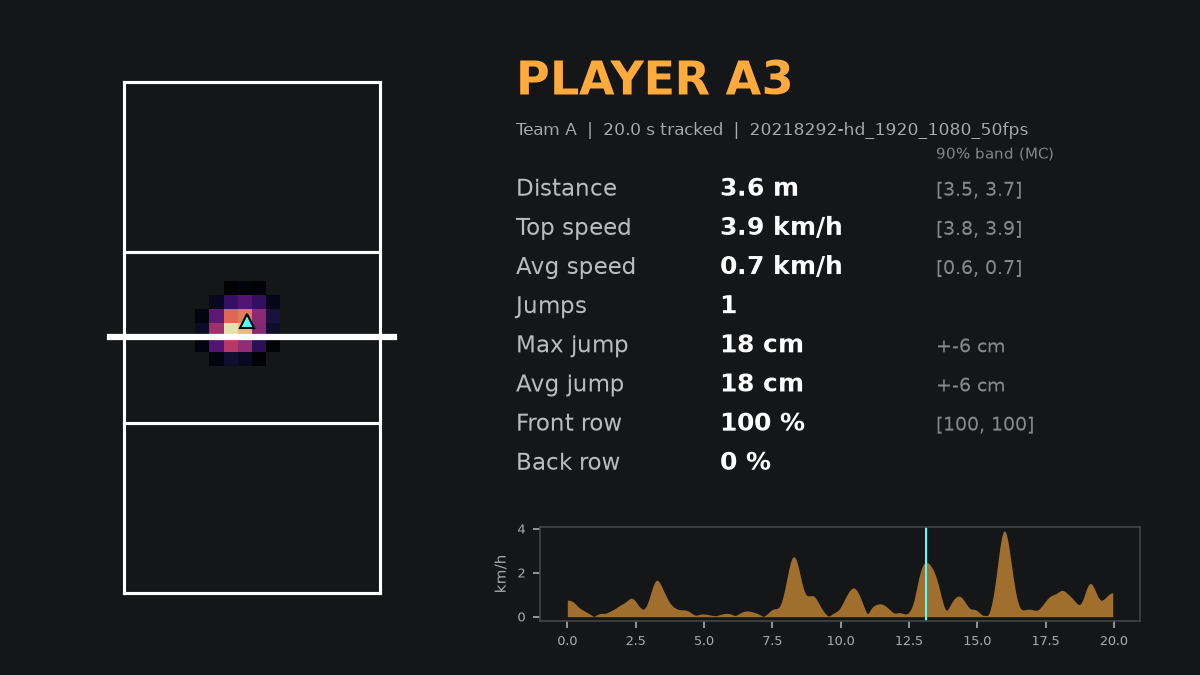 PLAYER A3
Team A | 20.0 s tracked | 20218292-hd_1920_1080_50fps
90% band (MC)
Distance 3.6 m [3.5, 3.7]
Top speed 3.9 km/h [3.8, 3.9]
Avg speed 0.7 km/h [0.6, 0.7]
Jumps 1
Max jump 18 cm +-6 cm
Avg jump 18 cm +-6 cm
Front row 100 % [100, 100]
Back row 0 %
km/h
4
2
0
0.0 2.5 5.0 7.5 10.0 12.5 15.0 17.5 20.0